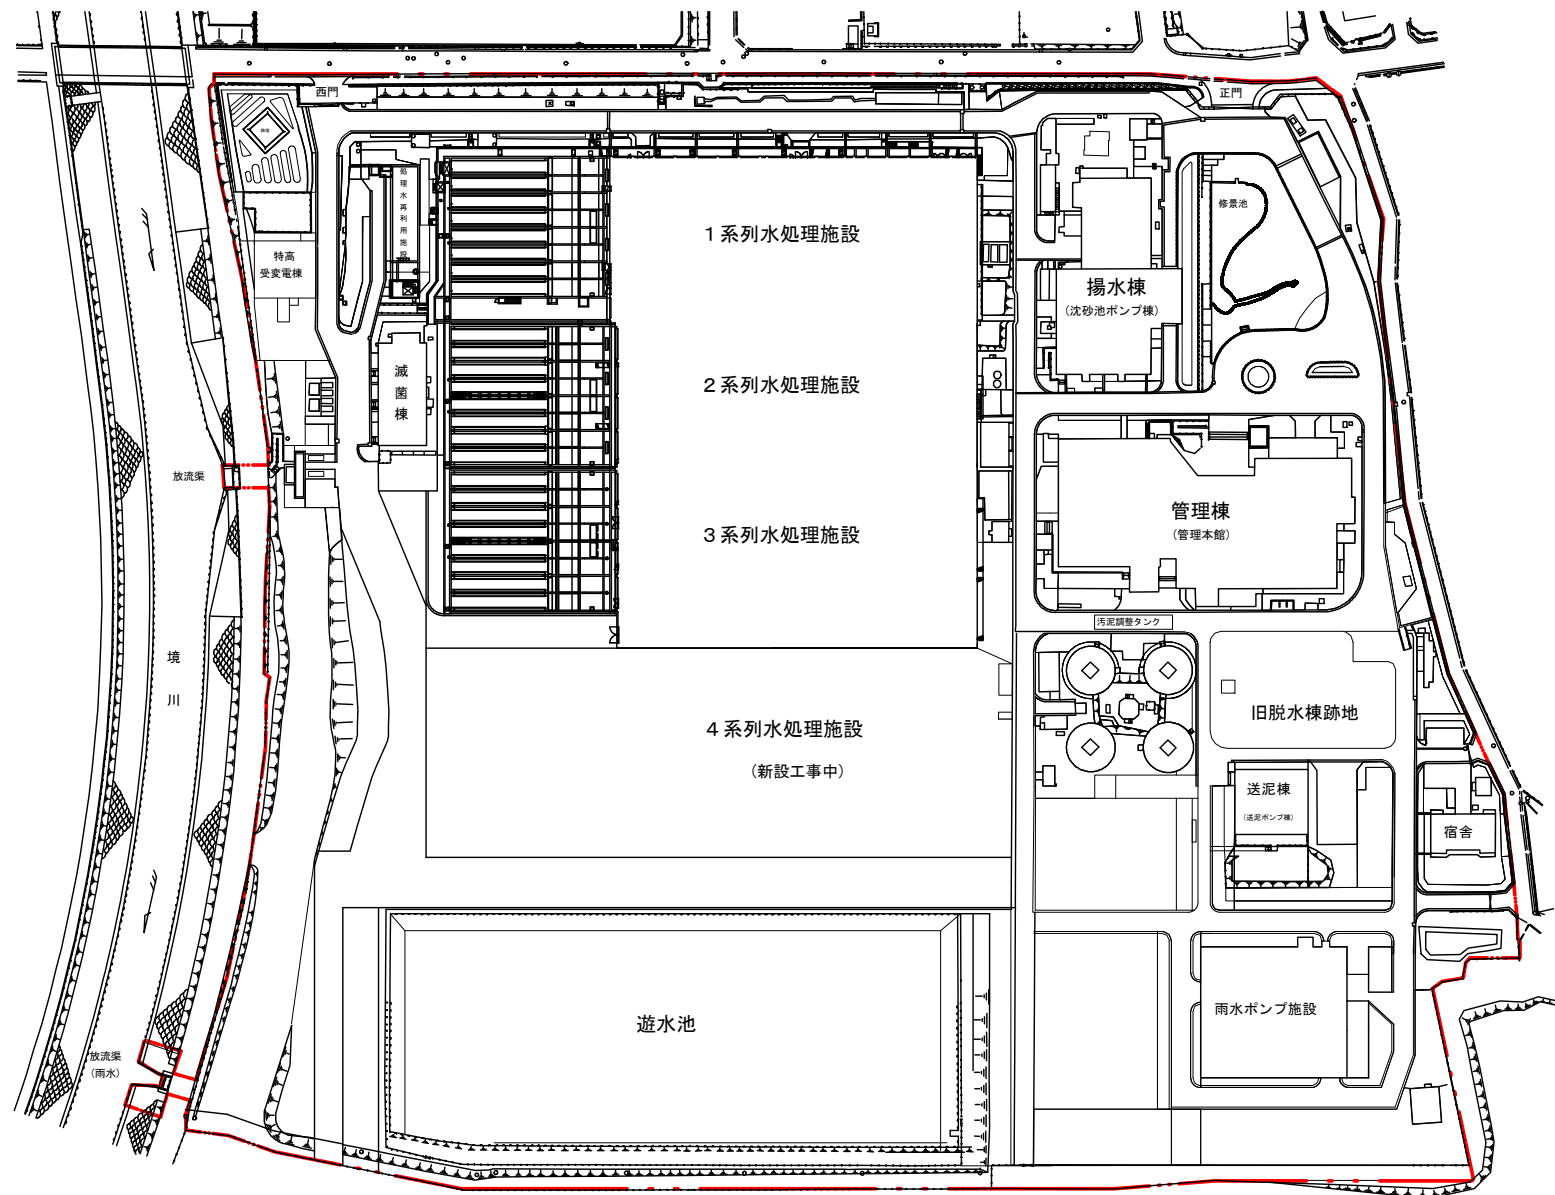 西門
正門
花壇
処理水再利用施設
修景池
1系列水処理施設
特高
受変電棟
揚水棟
(沈砂池ポンプ棟)
滅菌棟
2系列水処理施設
放流渠
管理棟
(管理本館)
3系列水処理施設
汚泥調整タンク
境川
旧脱水棟跡地
4系列水処理施設
(新設工事中)
送泥棟
(送泥ポンプ棟)
宿舎
雨水ポンプ施設
遊水池
放流渠
(雨水)